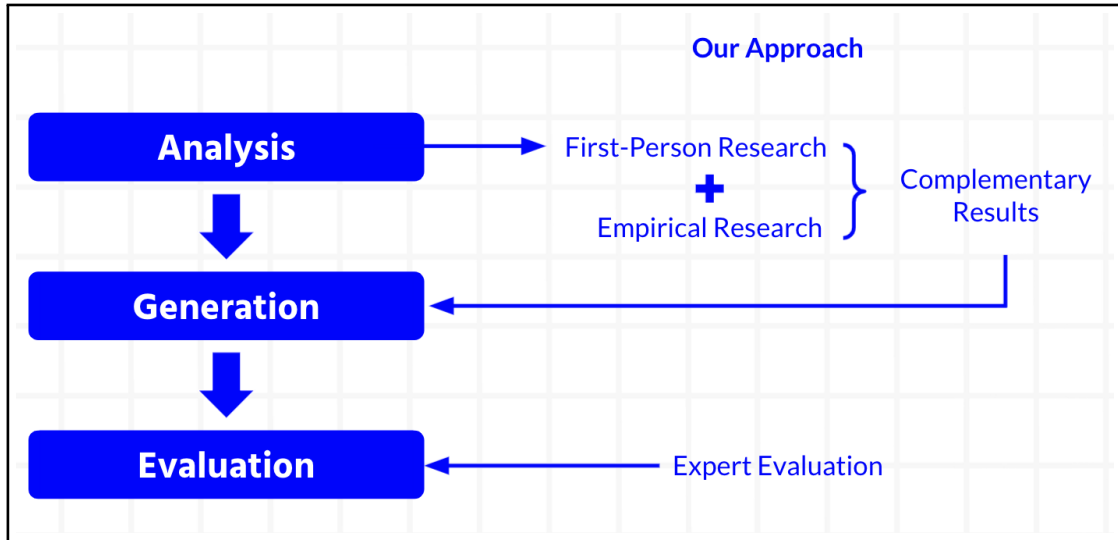 Our Approach
Analysis
First-Person Research
Empirical Research
Complementary
Results
Generation
Evaluation
Expert Evaluation